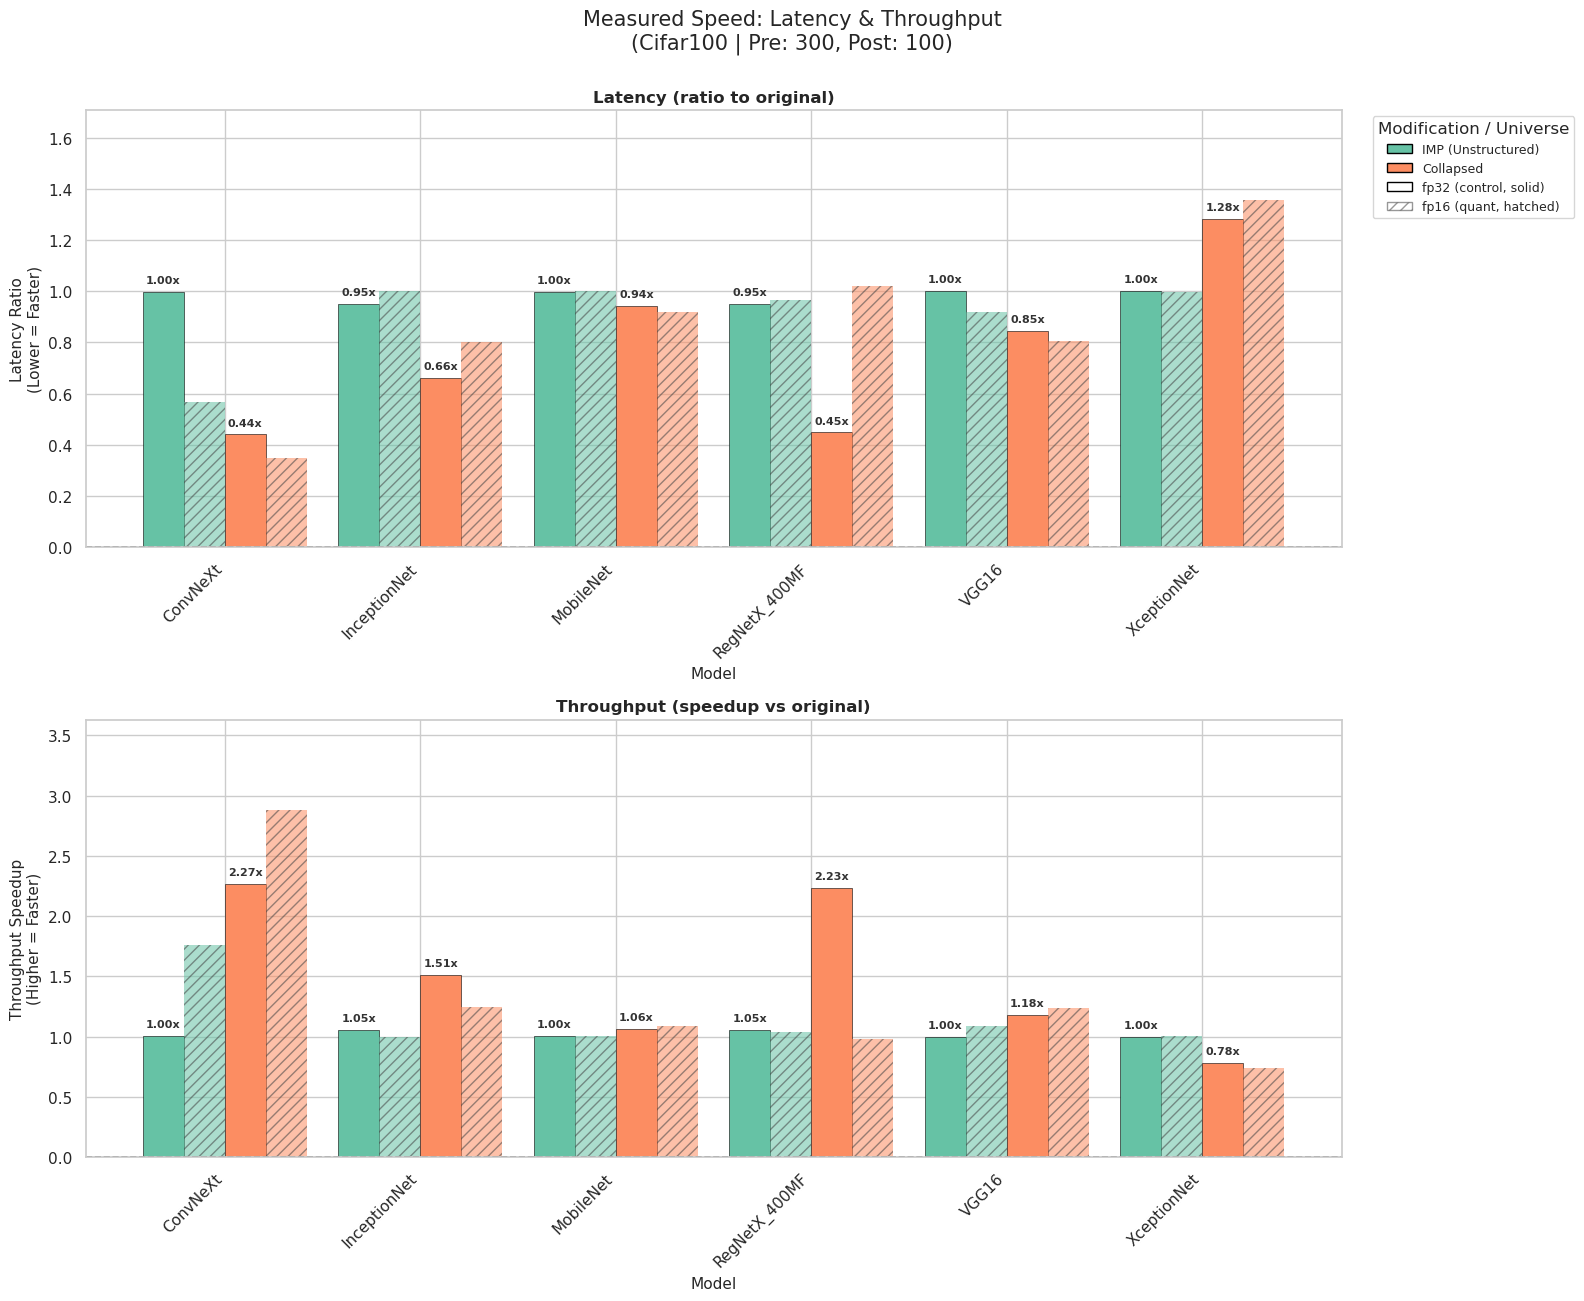 Measured Speed: Latency & Throughput
(Cifar100 | Pre: 300, Post: 100)
Latency (ratio to original)
Modification / Universe
IMP (Unstructured)
Collapsed
fp32 (control, solid)
fp16 (quant, hatched)
Latency Ratio
(Lower = Faster)
1.6
1.4
1.2
1.0
0.8
0.6
0.4
0.2
0.0
1.00x
0.44x
0.95x
0.66x
1.00x
0.94x
0.95x
0.45x
1.00x
0.85x
1.00x
1.28x
ConvNeXt
InceptionNet
MobileNet
RegNetX_400MF
VGG16
XceptionNet
Model
Throughput (speedup vs original)
Throughput Speedup
(Higher = Faster)
3.5
3.0
2.5
2.0
1.5
1.0
0.5
0.0
1.00x
2.27x
1.05x
1.51x
1.00x
1.06x
1.05x
2.23x
1.00x
1.18x
1.00x
0.78x
ConvNeXt
InceptionNet
MobileNet
RegNetX_400MF
VGG16
XceptionNet
Model